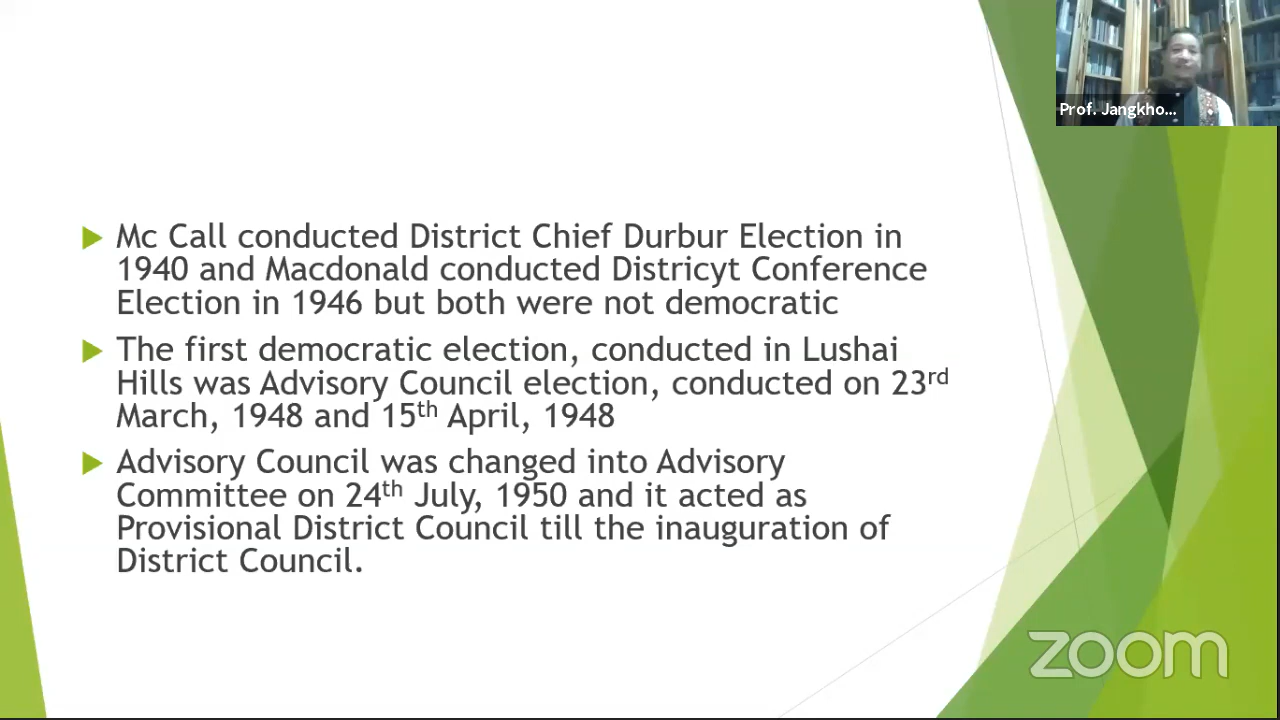 Prof. Jangkho...
Mc Call conducted District Chief Durbur Election in
1940 and Macdonald conducted Districyt Conference
Election in 1946 but both were not democratic
The first democratic election, conducted in Lushai
Hills was Advisory Council election, conducted on 23rd
March, 1948 and 15th April, 1948
Advisory Council was changed into Advisory
Committee on 24th July, 1950 and it acted as
Provisional District Council till the inauguration of
District Council.
zoom